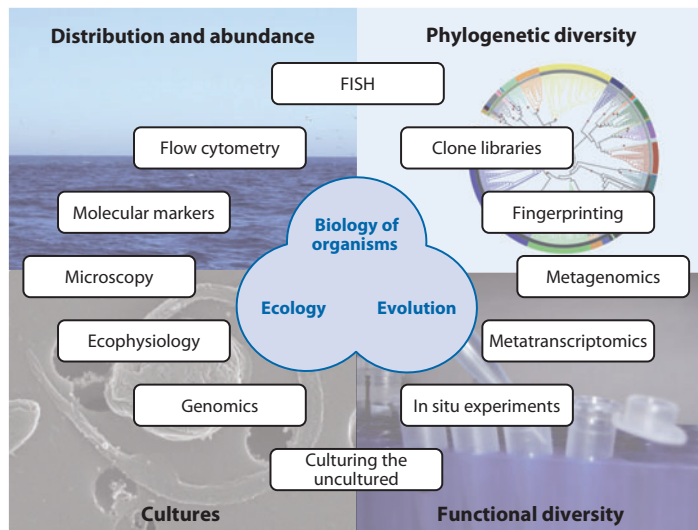 Distribution and abundance
Phylogenetic diversity
FISH
Flow cytometry
Clone libraries
Molecular markers
Fingerprinting
Biology of
organisms
Microscopy
Metagenomics
Ecology
Evolution
Ecophysiology
Metatranscriptomics
Genomics
In situ experiments
Culturing the
uncultured
Cultures
Functional diversity